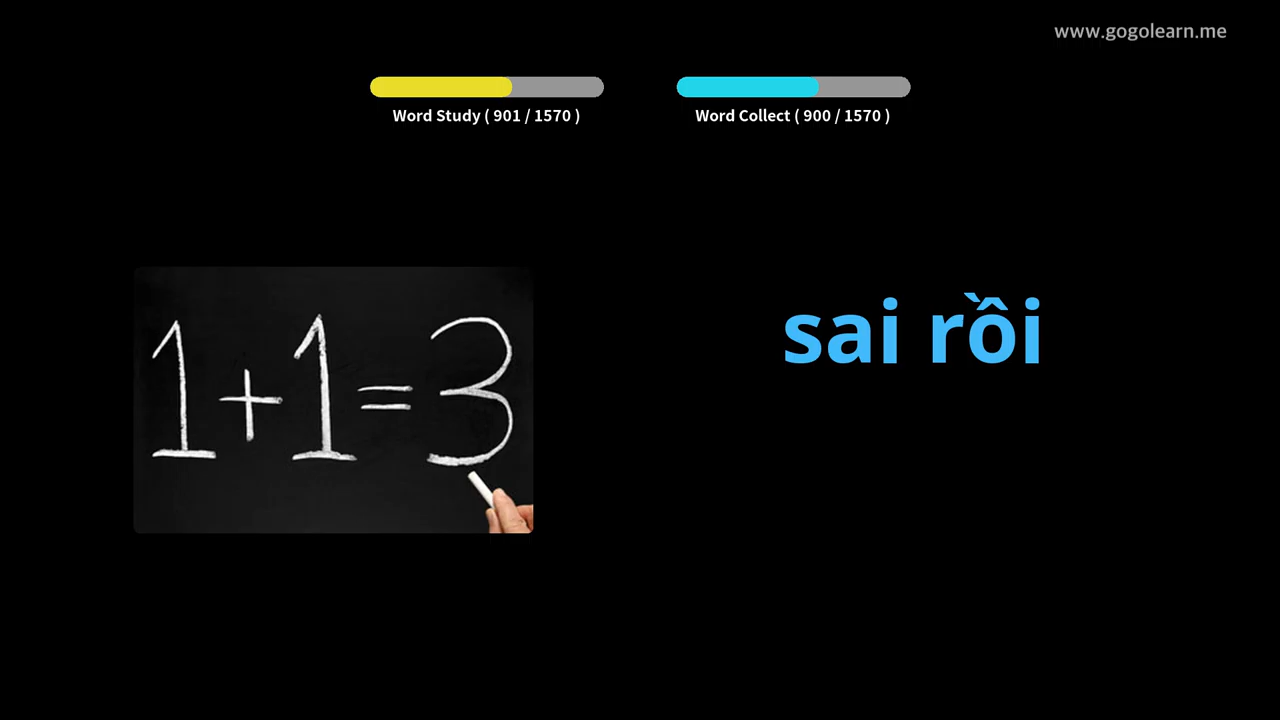 www.gogolearn.me
Word Study ( 901 / 1570 )
Word Collect ( 900 / 1570 )
1+1=3
sai rồi